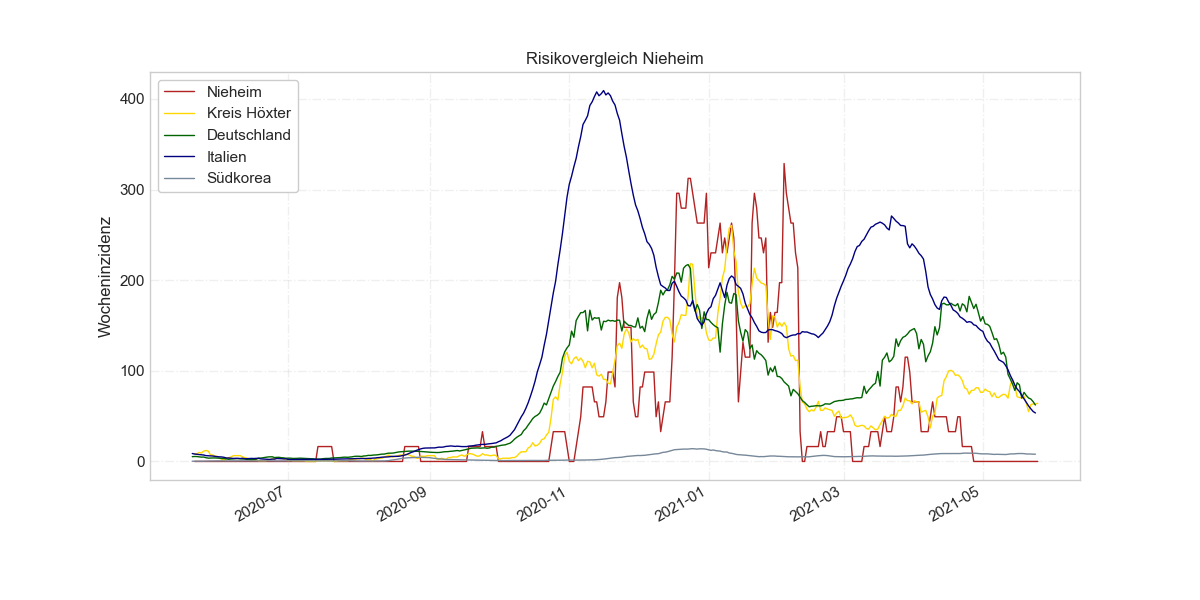 Risikovergleich Nieheim
Nieheim
Kreis Höxter
Deutschland
Italien
Südkorea
Wocheninzidenz
400
300
200
100
0
2020-07
2020-09
2020-11
2021-01
2021-03
2021-05